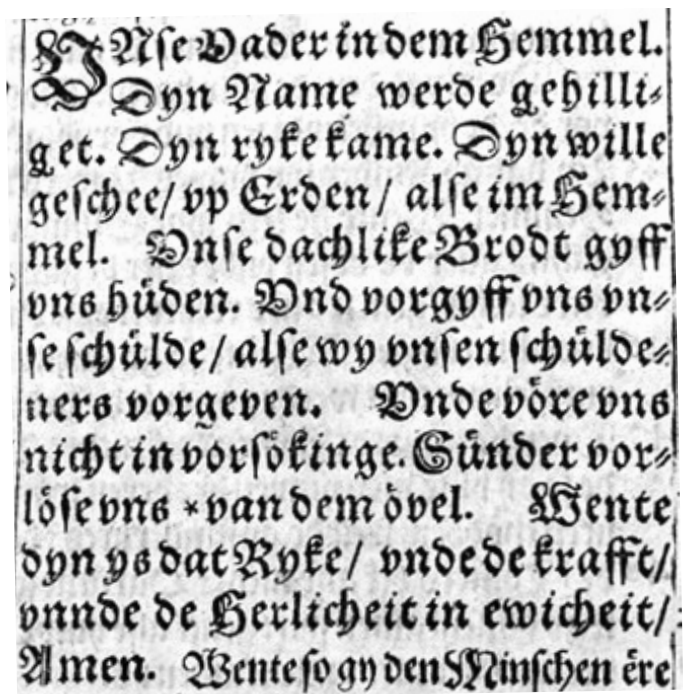 VNſe Vader in dem Hemmel.
Dyn Name werde gehilli⸗
get. Dyn ryke kame. Dyn wille
geſchee/ vp Erden/ alſe im Hem⸗
mel. Vnſe dachlike Brodt gyff
vns hüden. Vnd vorgyff vns vn⸗
ſe ſchülde/ alſe wy vnſen ſchülde⸗
ners vorgeven. Vnde vöre vns
nicht in vorſökinge. Sünder vor⸗
löſe vns *van dem övel. Wente
dyn ys dat Ryke/ vnde de krafft/
vnnde de Herlicheit in ewicheit/
Amen. Wente ſo gy den Minſchen ëre